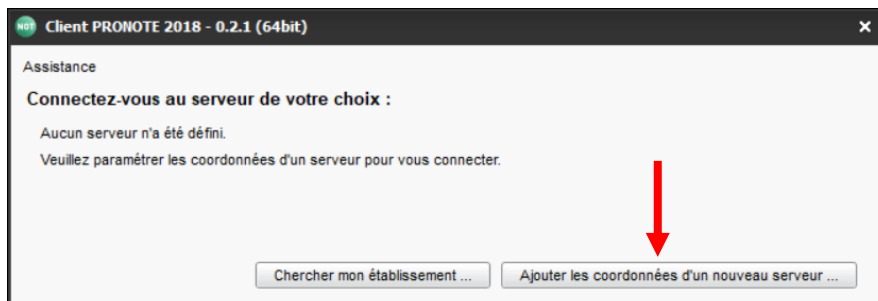 NOT Client PRONOTE 2018 - 0.2.1 (64bit) ×
Assistance
Connectez-vous au serveur de votre choix :
Aucun serveur n'a été défini.
Veuillez paramétrer les coordonnées d'un serveur pour vous connecter.
Chercher mon établissement ... Ajouter les coordonnées d'un nouveau serveur ...